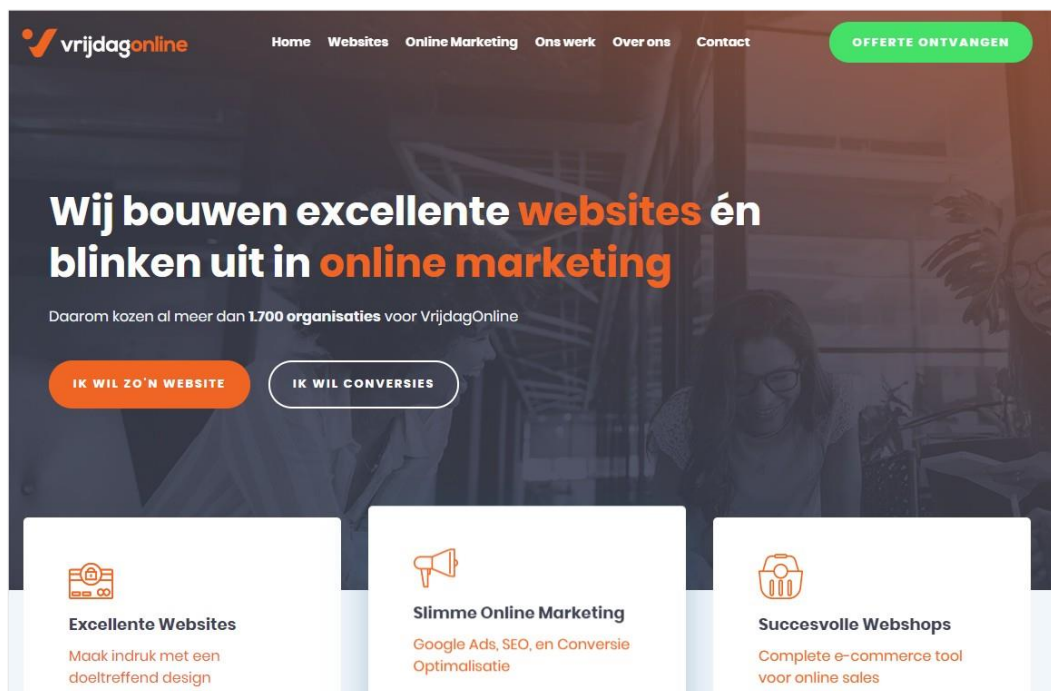 vrijdagonline
Home Websites Online Marketing Ons werk Over ons Contact
OFFERTE ONTVANGEN
Wij bouwen excellente websites én
blinken uit in online marketing
Daarom kozen al meer dan 1.700 organisaties voor VrijdagOnline
IK WIL ZO'N WEBSITE
IK WIL CONVERSIES
Excellente Websites
Maak indruk met een
doeltreffend design
Slimme Online Marketing
Google Ads, SEO, en Conversie
Optimalisatie
Succesvolle Webshops
Complete e-commerce tool
voor online sales